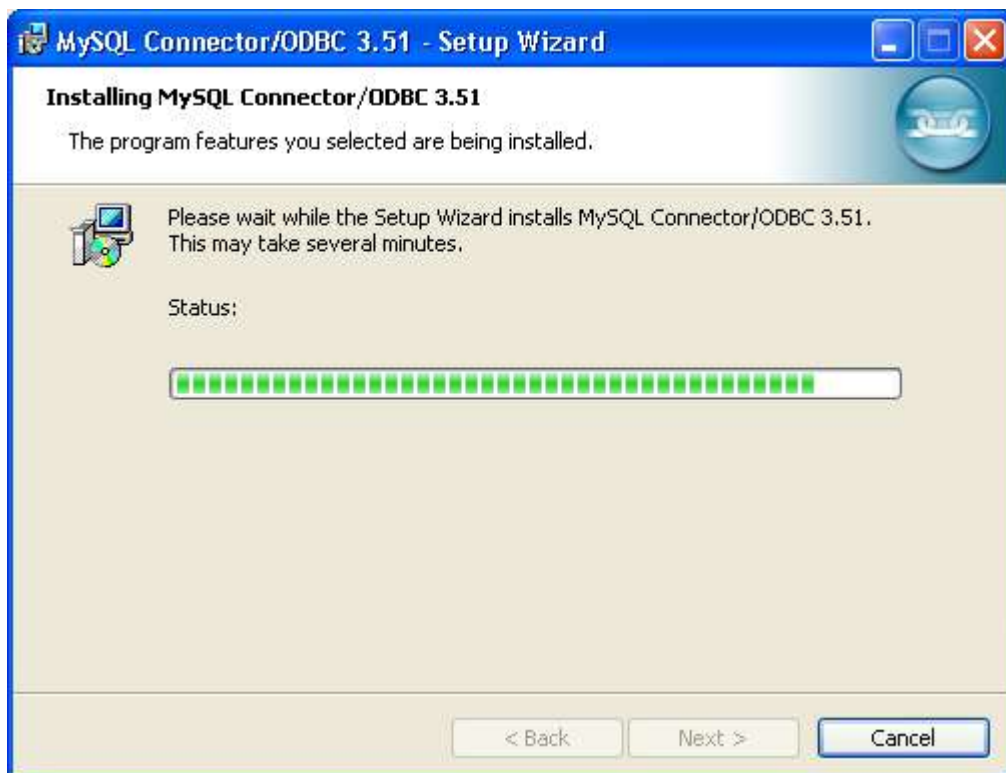 MySQL Connector/ODBC 3.51 - Setup Wizard
Installing MySQL Connector/ODBC 3.51
The program features you selected are being installed.
Please wait while the Setup Wizard installs MySQL Connector/ODBC 3.51.
This may take several minutes.
Status:
< Back Next > Cancel